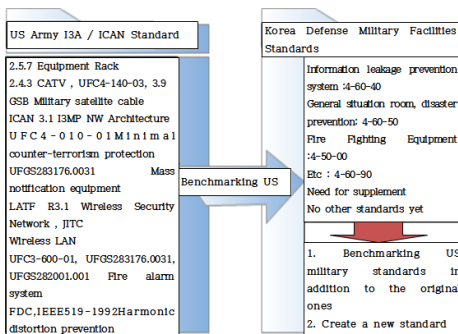 US Army I3A / ICAN Standard
2.5.7 Equipment Rack
2.4.3 CATV , UFC4-140-03, 3.9
GSB Military satellite cable
ICAN 3.1 I3MP NW Architecture
UFC4-010-01Minimal
counter-terrorism protection
UFGS283176.0031 Mass
notification equipment
LATF R3.1 Wireless Security
Network , JITC
Wireless LAN
UFC3-600-01, UFGS283176.0031,
UFGS282001.001 Fire alarm
system
FDC,IEEE519-1992Harmonic
distortion prevention
Benchmarking US
Korea Defense Military Facilities
Standards
Information leakage prevention
system :4-60-40
General situation room, disaster
prevention: 4-60-50
Fire Fighting Equipment
:4-50-00
Etc : 4-60-90
Need for supplement
No other standards yet
1. Benchmarking US
military standards in
addition to the original
ones
2. Create a new standard